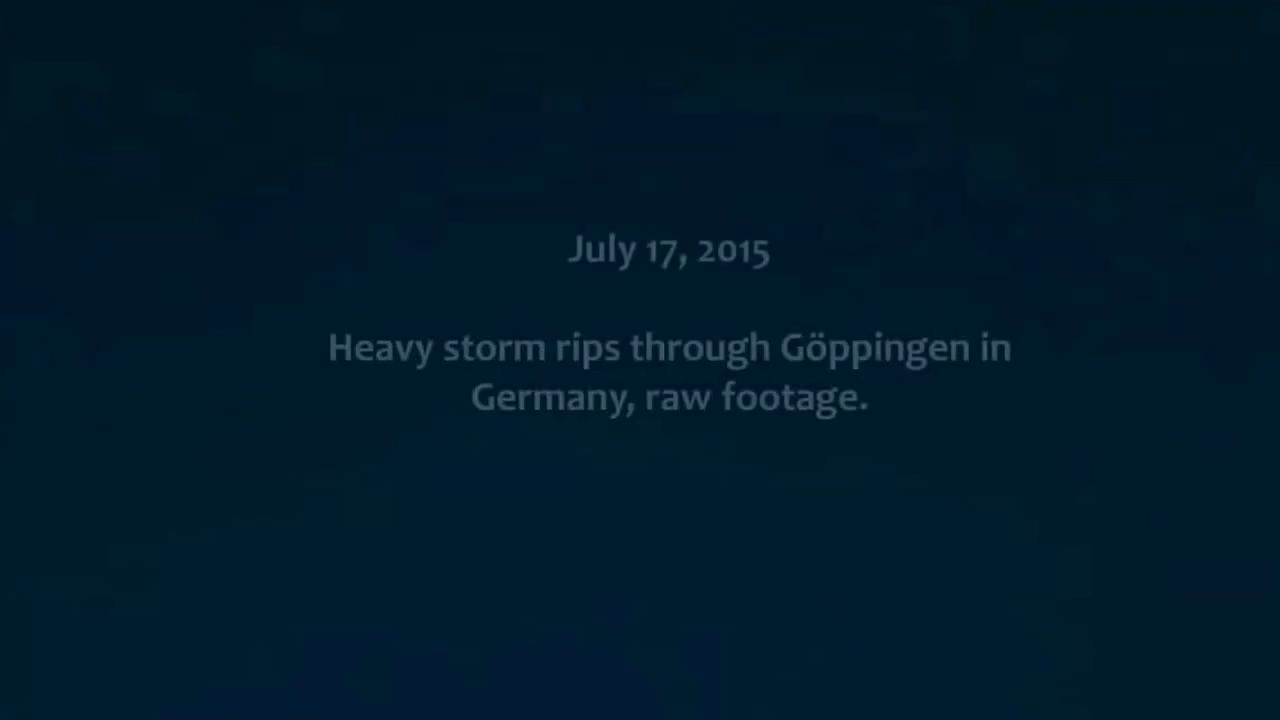 July 17, 2015
Heavy storm rips through Göppingen in
Germany, raw footage.